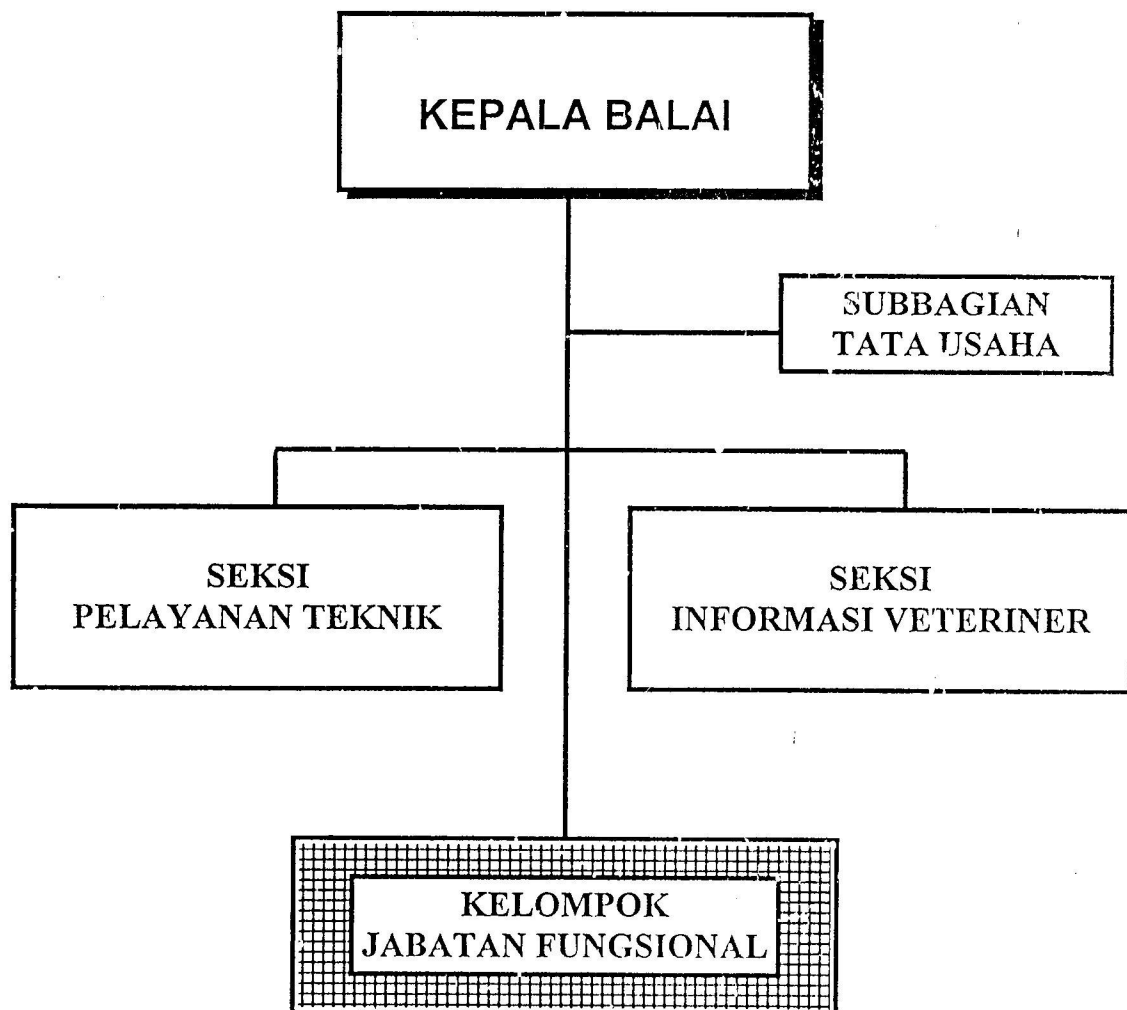 KEPALA BALAI
SUBBAGIAN
TATA USAHA
SEKSI
PELAYANAN TEKNIK
SEKSI
INFORMASI VETERINER
KELOMPOK
JABATAN FUNGSIONAL